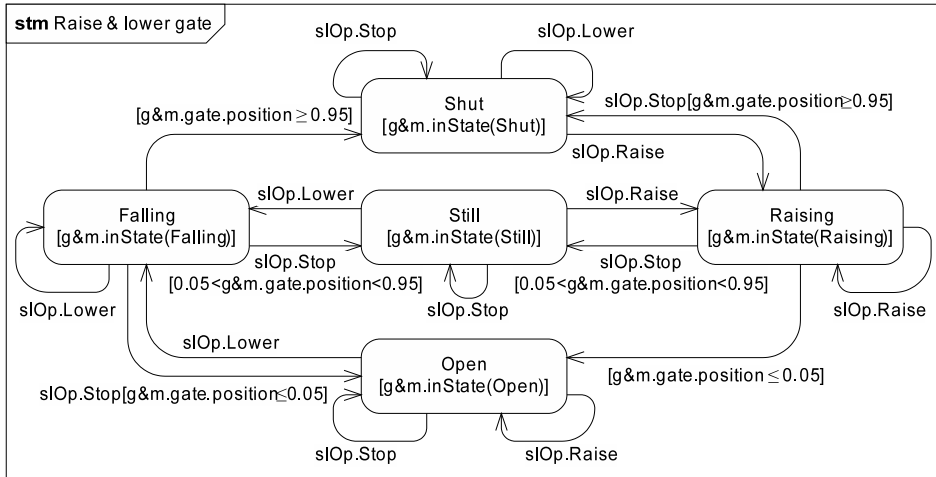 stm Raise & lower gate
slOp.Stop
slOp.Lower
Shut
[g&m.inState(Shut)]
[g&m.gate.position ≥ 0.95]
slOp.Stop[g&m.gate.position ≥ 0.95]
slOp.Raise
slOp.Lower
slOp.Raise
Falling
[g&m.inState(Falling)]
Still
[g&m.inState(Still)]
Raising
[g&m.inState(Raising)]
slOp.Stop
[0.05<g&m.gate.position<0.95]
slOp.Stop
[0.05<g&m.gate.position<0.95]
slOp.Lower
slOp.Stop
slOp.Raise
slOp.Lower
Open
[g&m.inState(Open)]
slOp.Stop[g&m.gate.position ≤ 0.05]
[g&m.gate.position ≤ 0.05]
slOp.Stop
slOp.Raise